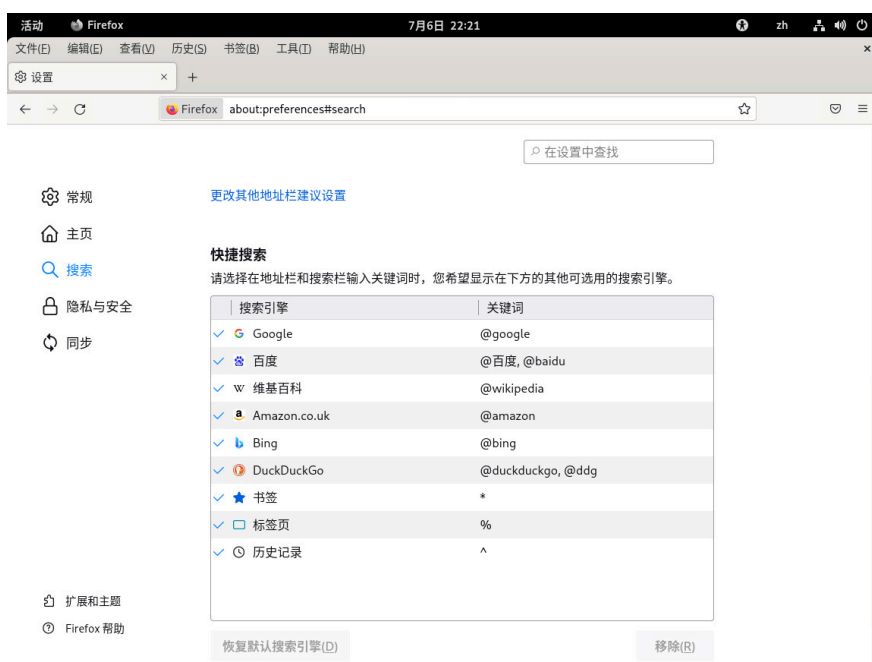 活动 Firefox 7月6日 22:21 zh
文件(F) 编辑(E) 查看(V) 历史(S) 书签(B) 工具(T) 帮助(H) ×
设置 × +
Firefox about:preferences#search
在设置中查找
常规
主页
搜索
隐私与安全
同步
扩展和主题
Firefox 帮助
更改其他地址栏建议设置
快捷搜索
请选择在地址栏和搜索栏输入关键词时，您希望显示在下方的其他可选用的搜索引擎。
搜索引擎 关键词
Google @google
百度 @百度, @baidu
维基百科 @wikipedia
Amazon.co.uk @amazon
Bing @bing
DuckDuckGo @duckduckgo, @ddg
书签 *
标签页 %
历史记录 ^
恢复默认搜索引擎(D) 移除(R)